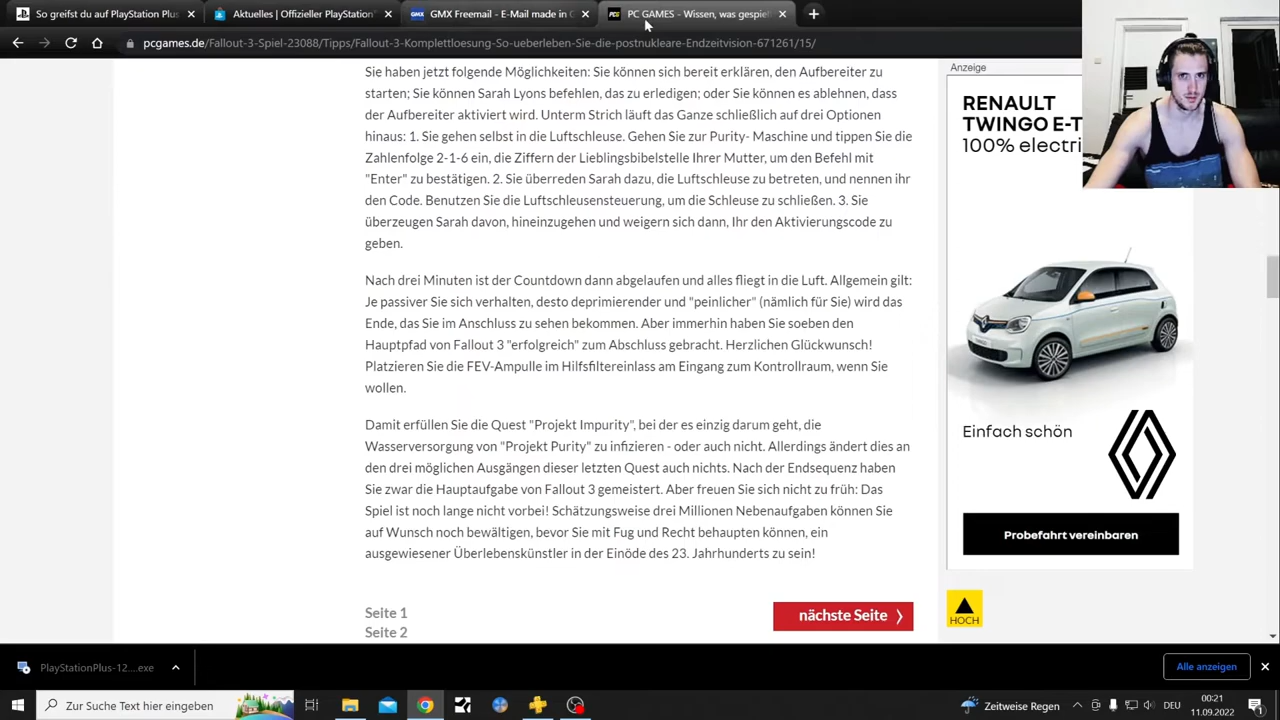 So greifst du auf PlayStation Plus
Aktuelles | Offizieller PlayStation
GMX Freemail - E-Mail made in G
PC GAMES - Wissen, was gespielt
pcgames.de/Fallout-3-Spiel-23088/Tipps/Fallout-3-Komplettloesung-So-ueberleben-Sie-die-postnukleare-Endzeitvision-671261/15/
Sie haben jetzt folgende Möglichkeiten: Sie können sich bereit erklären, den Aufbereiter zu
starten; Sie können Sarah Lyons befehlen, das zu erledigen; oder Sie können es ablehnen, dass
der Aufbereiter aktiviert wird. Unterm Strich läuft das Ganze schließlich auf drei Optionen
hinaus: 1. Sie gehen selbst in die Luftschleuse. Gehen Sie zur Purity- Maschine und tippen Sie die
Zahlenfolge 2-1-6 ein, die Ziffern der Lieblingsbibelstelle Ihrer Mutter, um den Befehl mit
"Enter" zu bestätigen. 2. Sie überreden Sarah dazu, die Luftschleuse zu betreten, und nennen ihr
den Code. Benutzen Sie die Luftschleusensteuerung, um die Schleuse zu schließen. 3. Sie
überzeugen Sarah davon, hineinzugehen und weigern sich dann, Ihr den Aktivierungscode zu
geben.
Nach drei Minuten ist der Countdown dann abgelaufen und alles fliegt in die Luft. Allgemein gilt:
Je passiver Sie sich verhalten, desto deprimierender und "peinlicher" (nämlich für Sie) wird das
Ende, das Sie im Anschluss zu sehen bekommen. Aber immerhin haben Sie soeben den
Hauptpfad von Fallout 3 "erfolgreich" zum Abschluss gebracht. Herzlichen Glückwunsch!
Platzieren Sie die FEV-Ampulle im Hilfsfiltereinlass am Eingang zum Kontrollraum, wenn Sie
wollen.
Damit erfüllen Sie die Quest "Projekt Impurity", bei der es einzig darum geht, die
Wasserversorgung von "Projekt Purity" zu infizieren - oder auch nicht. Allerdings ändert dies an
den drei möglichen Ausgängen dieser letzten Quest auch nichts. Nach der Endsequenz haben
Sie zwar die Hauptaufgabe von Fallout 3 gemeistert. Aber freuen Sie sich nicht zu früh: Das
Spiel ist noch lange nicht vorbei! Schätzungsweise drei Millionen Nebenaufgaben können Sie
auf Wunsch noch bewältigen, bevor Sie mit Fug und Recht behaupten können, ein
ausgewiesener Überlebenskünstler in der Einöde des 23. Jahrhunderts zu sein!
Seite 1
Seite 2
nächste Seite
Anzeige
RENAULT
TWINGO E-T
100% electri
Einfach schön
Probefahrt vereinbaren
HOCH
PlayStationPlus-12....exe
Alle anzeigen
Zur Suche Text hier eingeben
Zeitweise Regen
DEU
00:21
11.09.2022